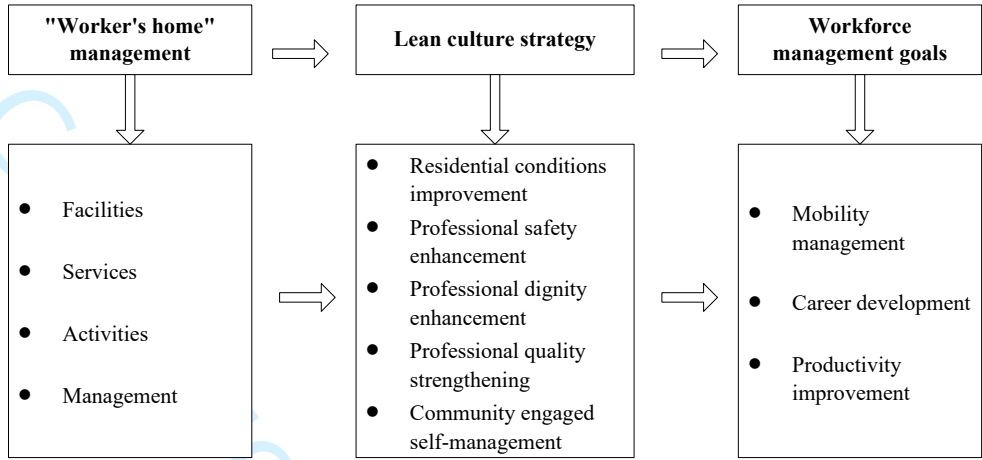 "Worker's home"
management
Lean culture strategy
Workforce
management goals
● Facilities
● Services
● Activities
● Management
● Residential conditions
improvement
● Professional safety
enhancement
● Professional dignity
enhancement
● Professional quality
strengthening
● Community engaged
self-management
● Mobility
management
● Career development
● Productivity
improvement